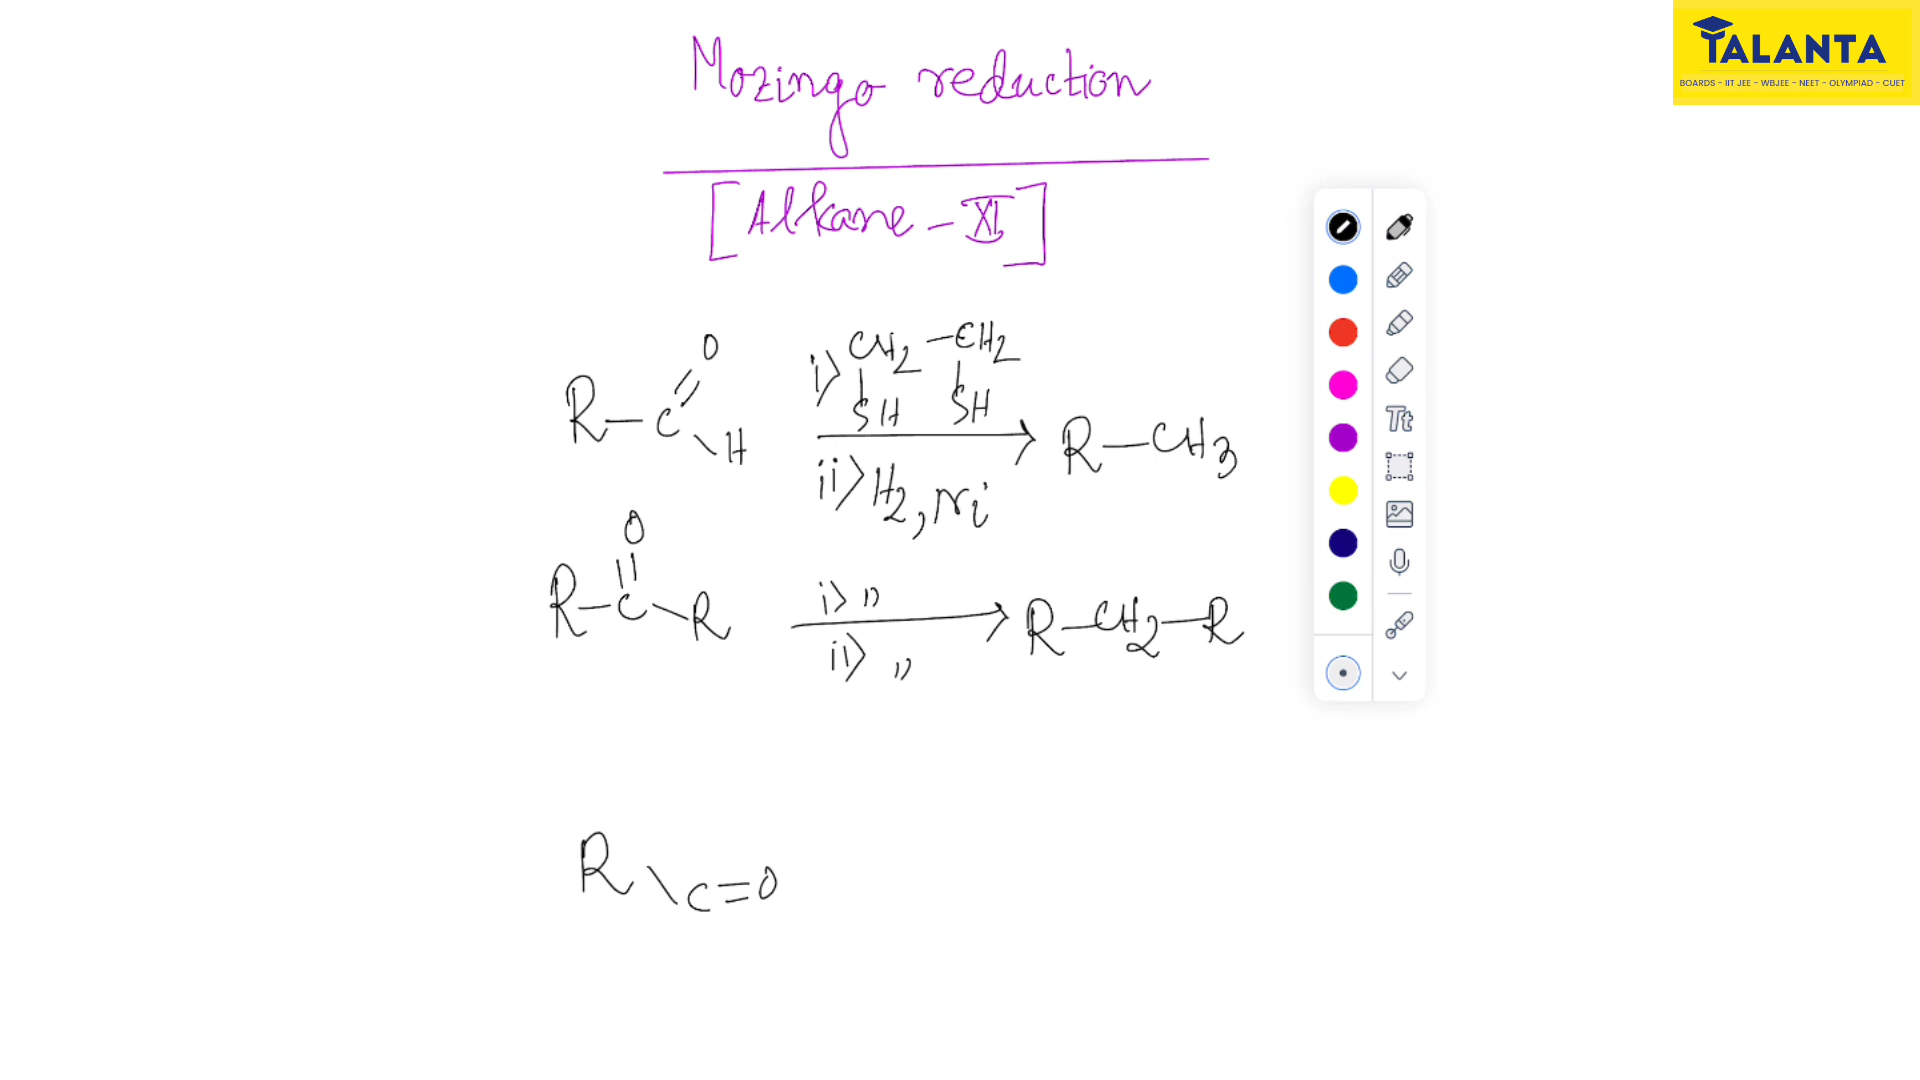 Mozingo reduction
TALANTA
BOARDS - IIT JEE - WBJEE - NEET - OLYMPIAD - CUET
[Alkane - XI]
O
R-C
H
i> CH2-CH2
SH SH
ii> H2, Ni
R-CH3
Tt
O
R-C-R
i> ,,
ii> ,,
R-CH2-R
R
C=O